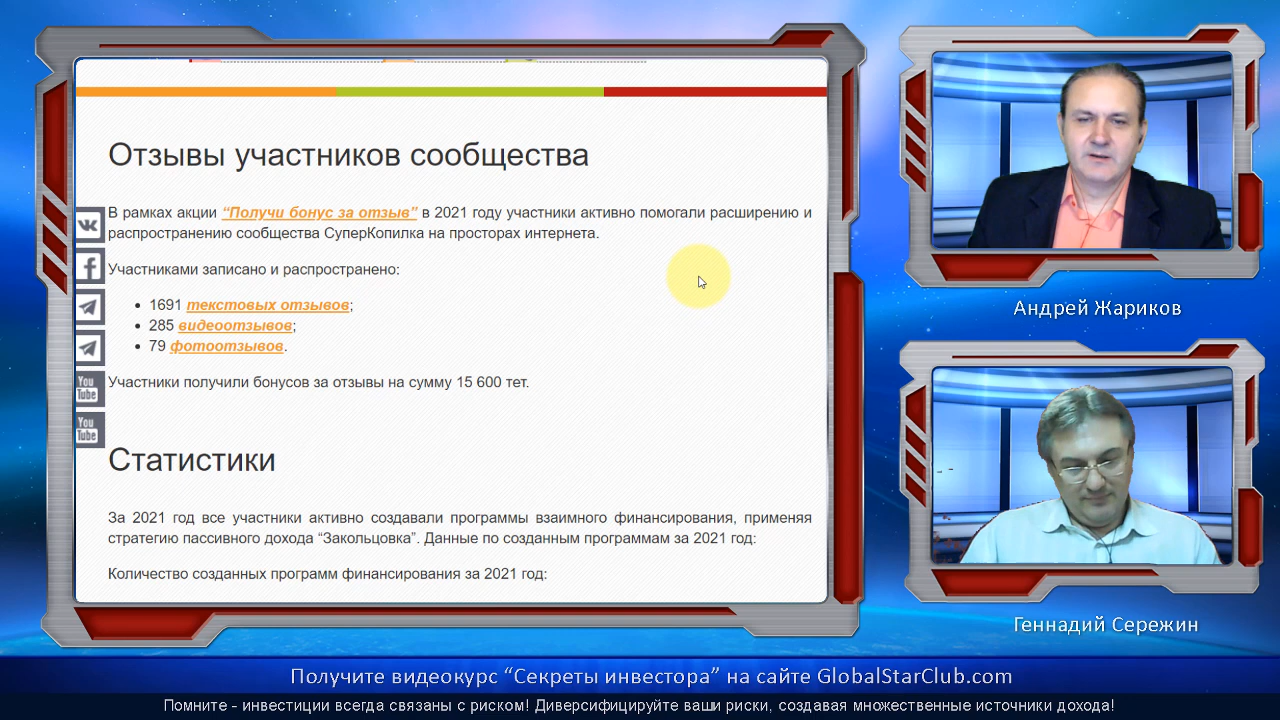 Отзывы участников сообщества
В рамках акции “Получи бонус за отзыв” в 2021 году участники активно помогали расширению и
распространению сообщества СуперКопилка на просторах интернета.
Участниками записано и распространено:
1691 текстовых отзывов;
285 видеоотзывов;
79 фотоотзывов.
You
Tube
You
Tube
Участники получили бонусов за отзывы на сумму 15 600 тет.
Статистики
За 2021 год все участники активно создавали программы взаимного финансирования, применяя
стратегию пассивного дохода “Закольцовка”. Данные по созданным программам за 2021 год:
Количество созданных программ финансирования за 2021 год:
Андрей Жариков
Геннадий Сережин
Получите видеокурс “Секреты инвестора” на сайте GlobalStarClub.com
Помните - инвестиции всегда связаны с риском! Диверсифицируйте ваши риски, создавая множественные источники дохода!